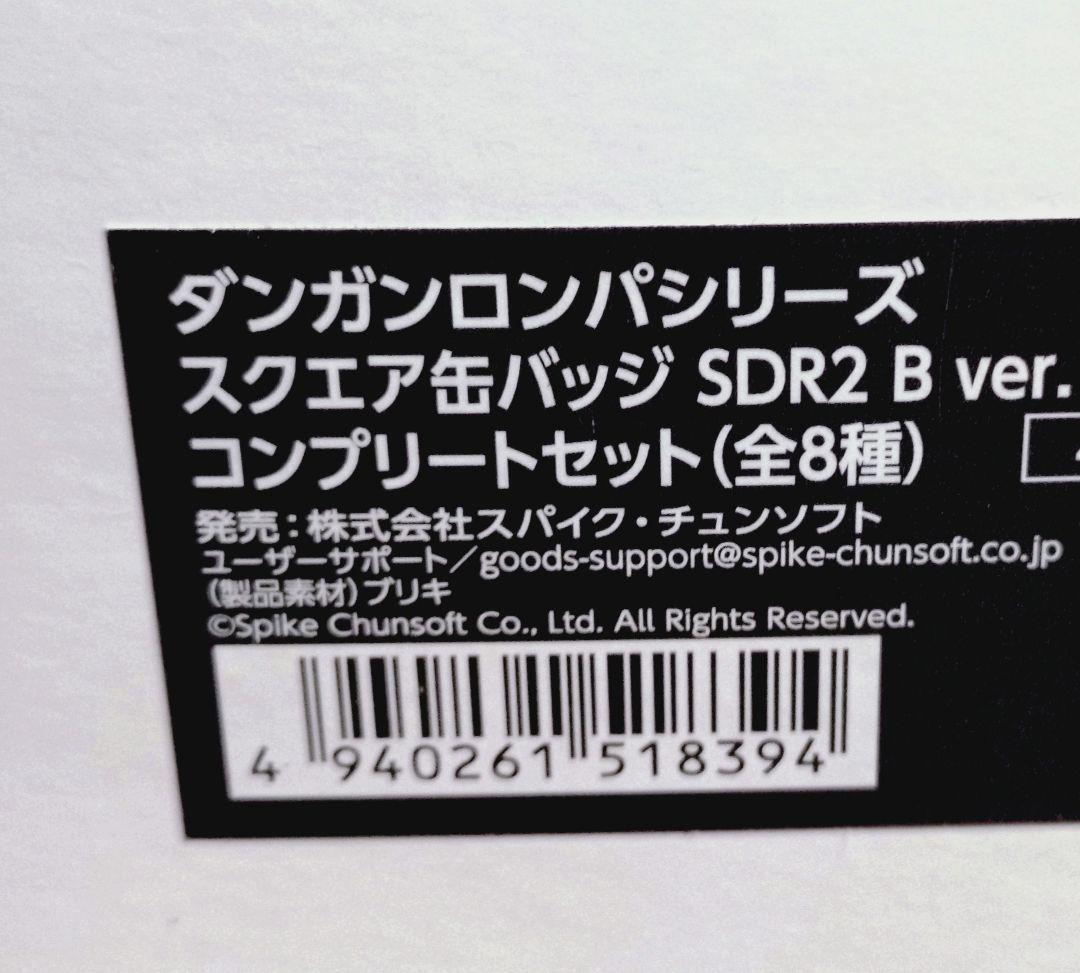 ダンガンロンパシリーズ
スクエア缶バッジ SDR2 B ver.
コンプリートセット(全8種)
発売:株式会社スパイク・チュンソフト
ユーザーサポート/goods-support@spike-chunsoft.co.jp
(製品素材)ブリキ
©Spike Chunsoft Co., Ltd. All Rights Reserved.
4 940261 518394